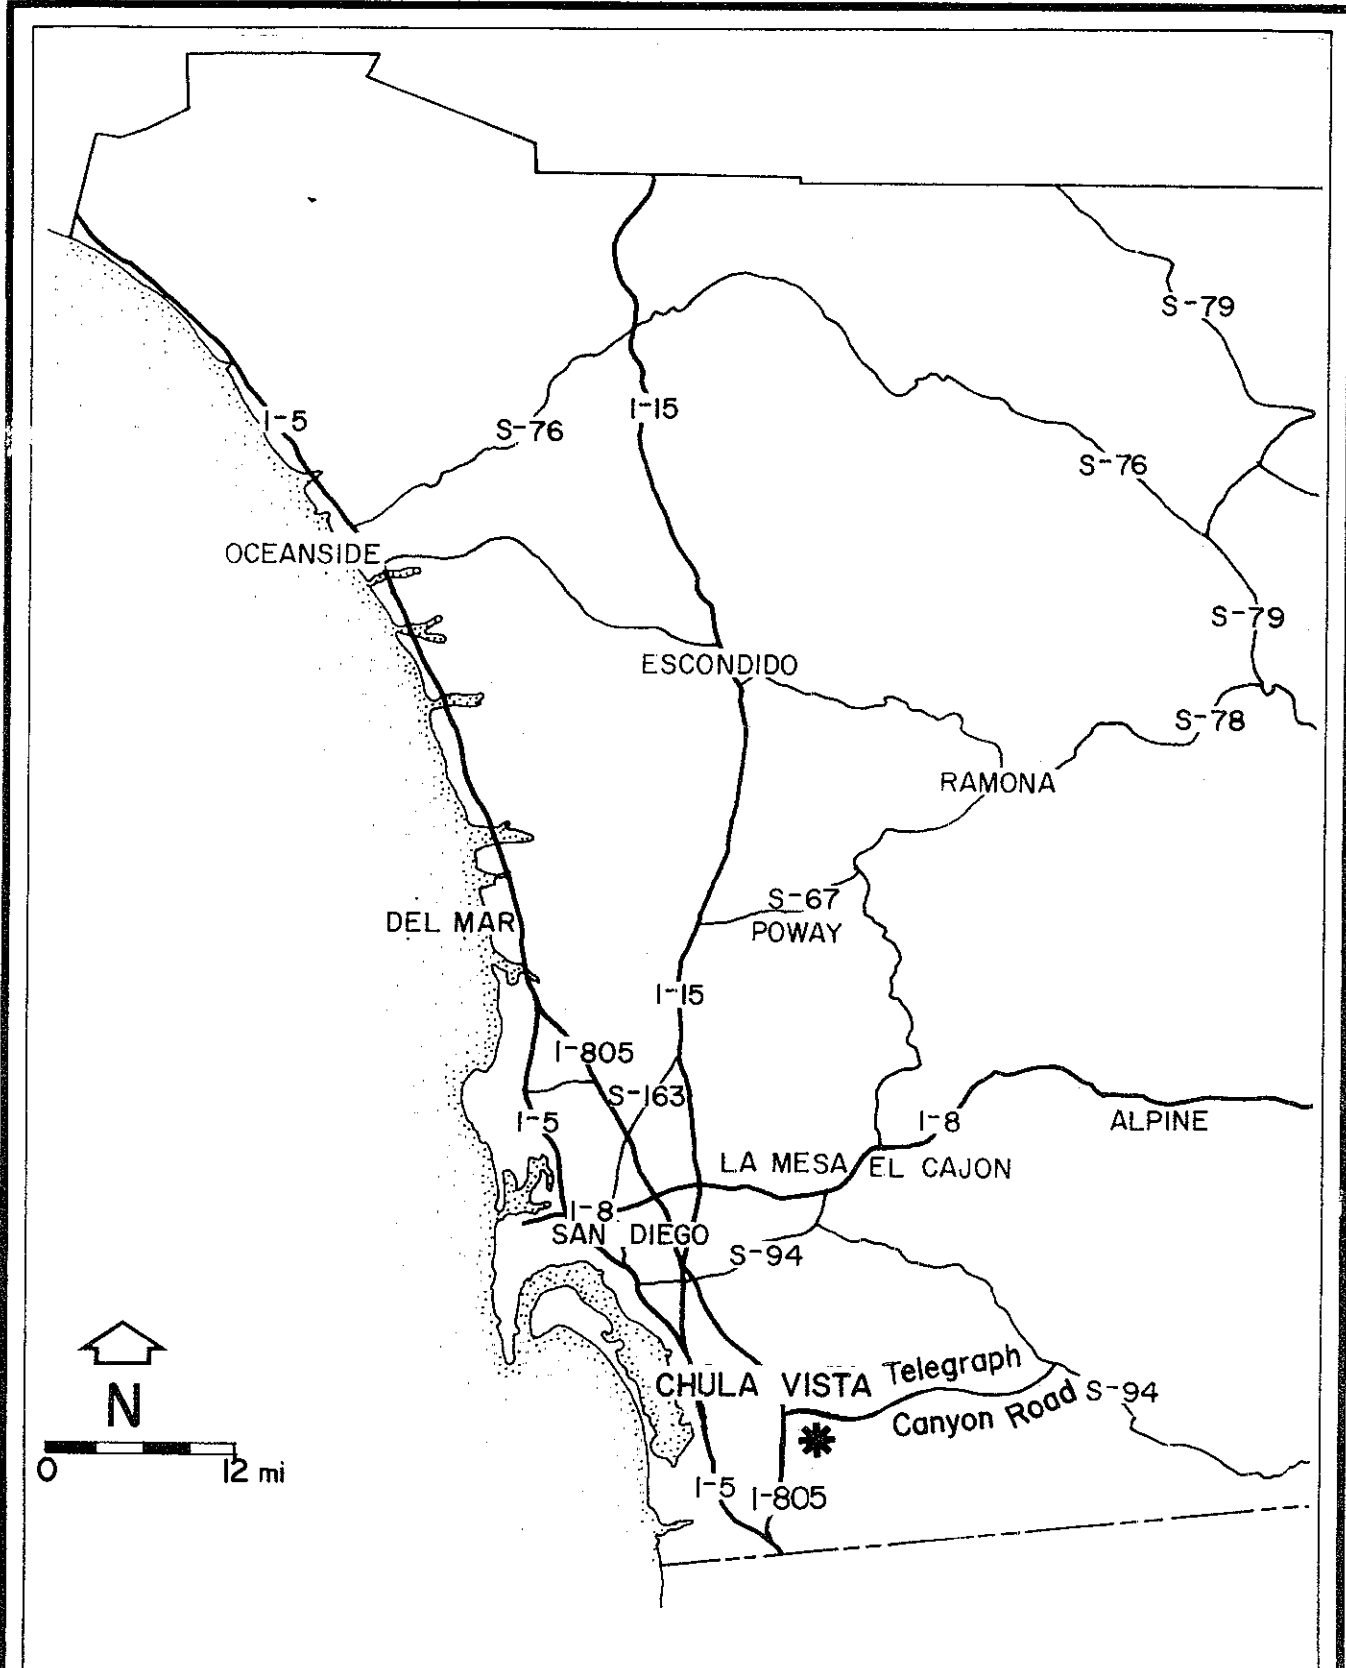 S-79
I-5
I-15
S-76
S-76
OCEANSIDE
S-79
ESCONDIDO
S-78
RAMONA
S-67
DEL MAR
POWAY
I-15
I-805
S-163
I-5
I-8
ALPINE
LA MESA
EL CAJON
I-8
SAN DIEGO
S-94
N
0
12 mi
CHULA VISTA
Telegraph
Canyon Road
S-94
I-5
I-805